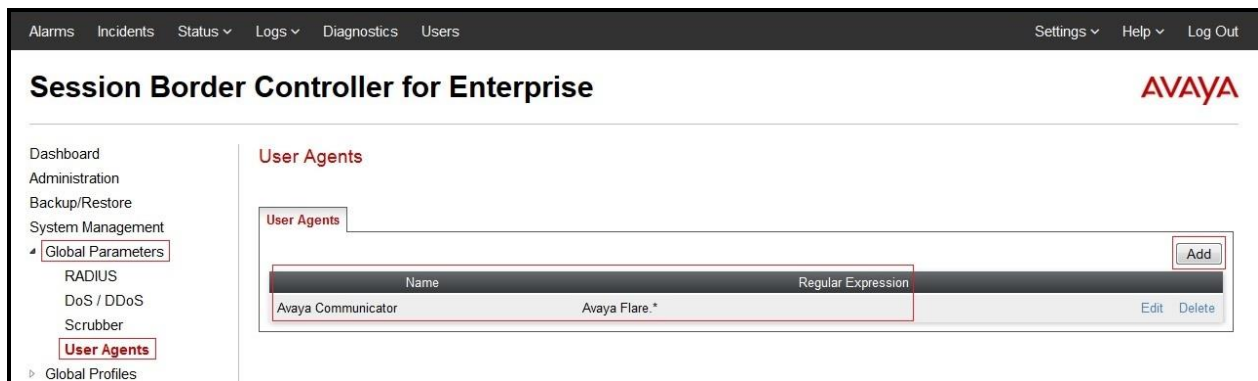 Alarms Incidents Status Logs Diagnostics Users Settings Help Log Out
Session Border Controller for Enterprise
AVAYA
Dashboard
Administration
Backup/Restore
System Management
Global Parameters
RADIUS
DoS / DDoS
Scrubber
User Agents
Global Profiles
User Agents
User Agents
Add
Name Regular Expression
Avaya Communicator Avaya Flare.* Edit Delete